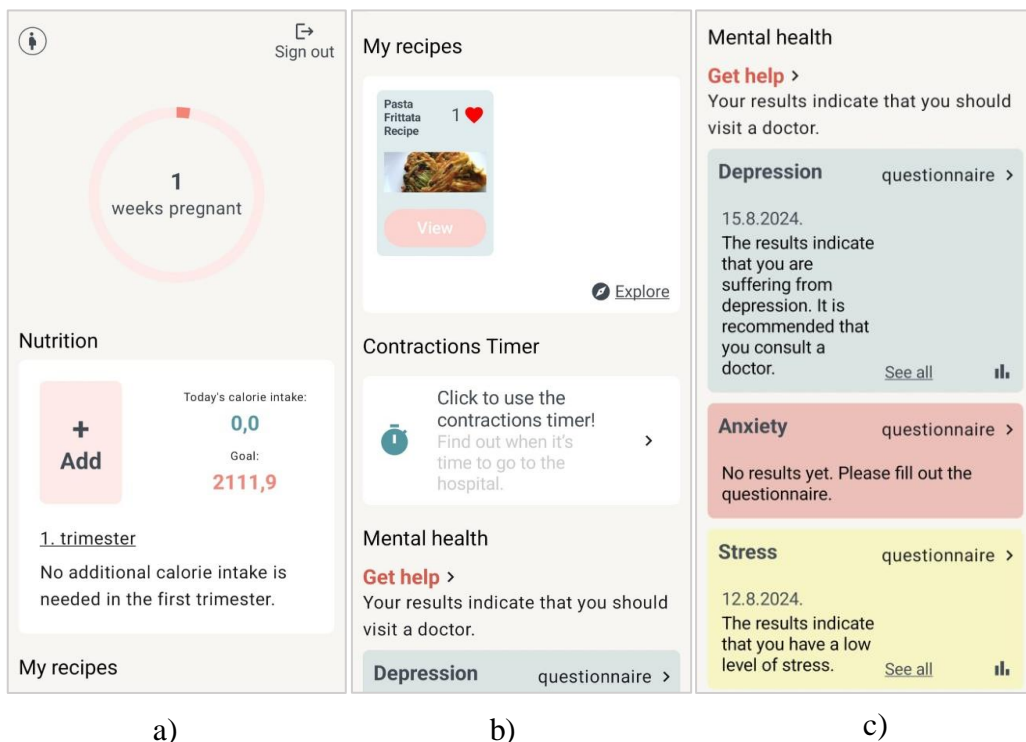 Sign out
1
weeks pregnant
Nutrition
+
Add
Today's calorie intake:
0,0
Goal:
2111,9
1. trimester
No additional calorie intake is
needed in the first trimester.
My recipes
a)
My recipes
Pasta
Frittata
Recipe
1
View
Explore
Contractions Timer
Click to use the
contractions timer!
Find out when it's
time to go to the
hospital.
>
Mental health
Get help >
Your results indicate that you should
visit a doctor.
Depression questionnaire >
b)
Mental health
Get help >
Your results indicate that you should
visit a doctor.
Depression questionnaire >
15.8.2024.
The results indicate
that you are
suffering from
depression. It is
recommended that
you consult a
doctor.
See all
Anxiety questionnaire >
No results yet. Please fill out the
questionnaire.
Stress questionnaire >
12.8.2024.
The results indicate
that you have a low
level of stress.
See all
c)